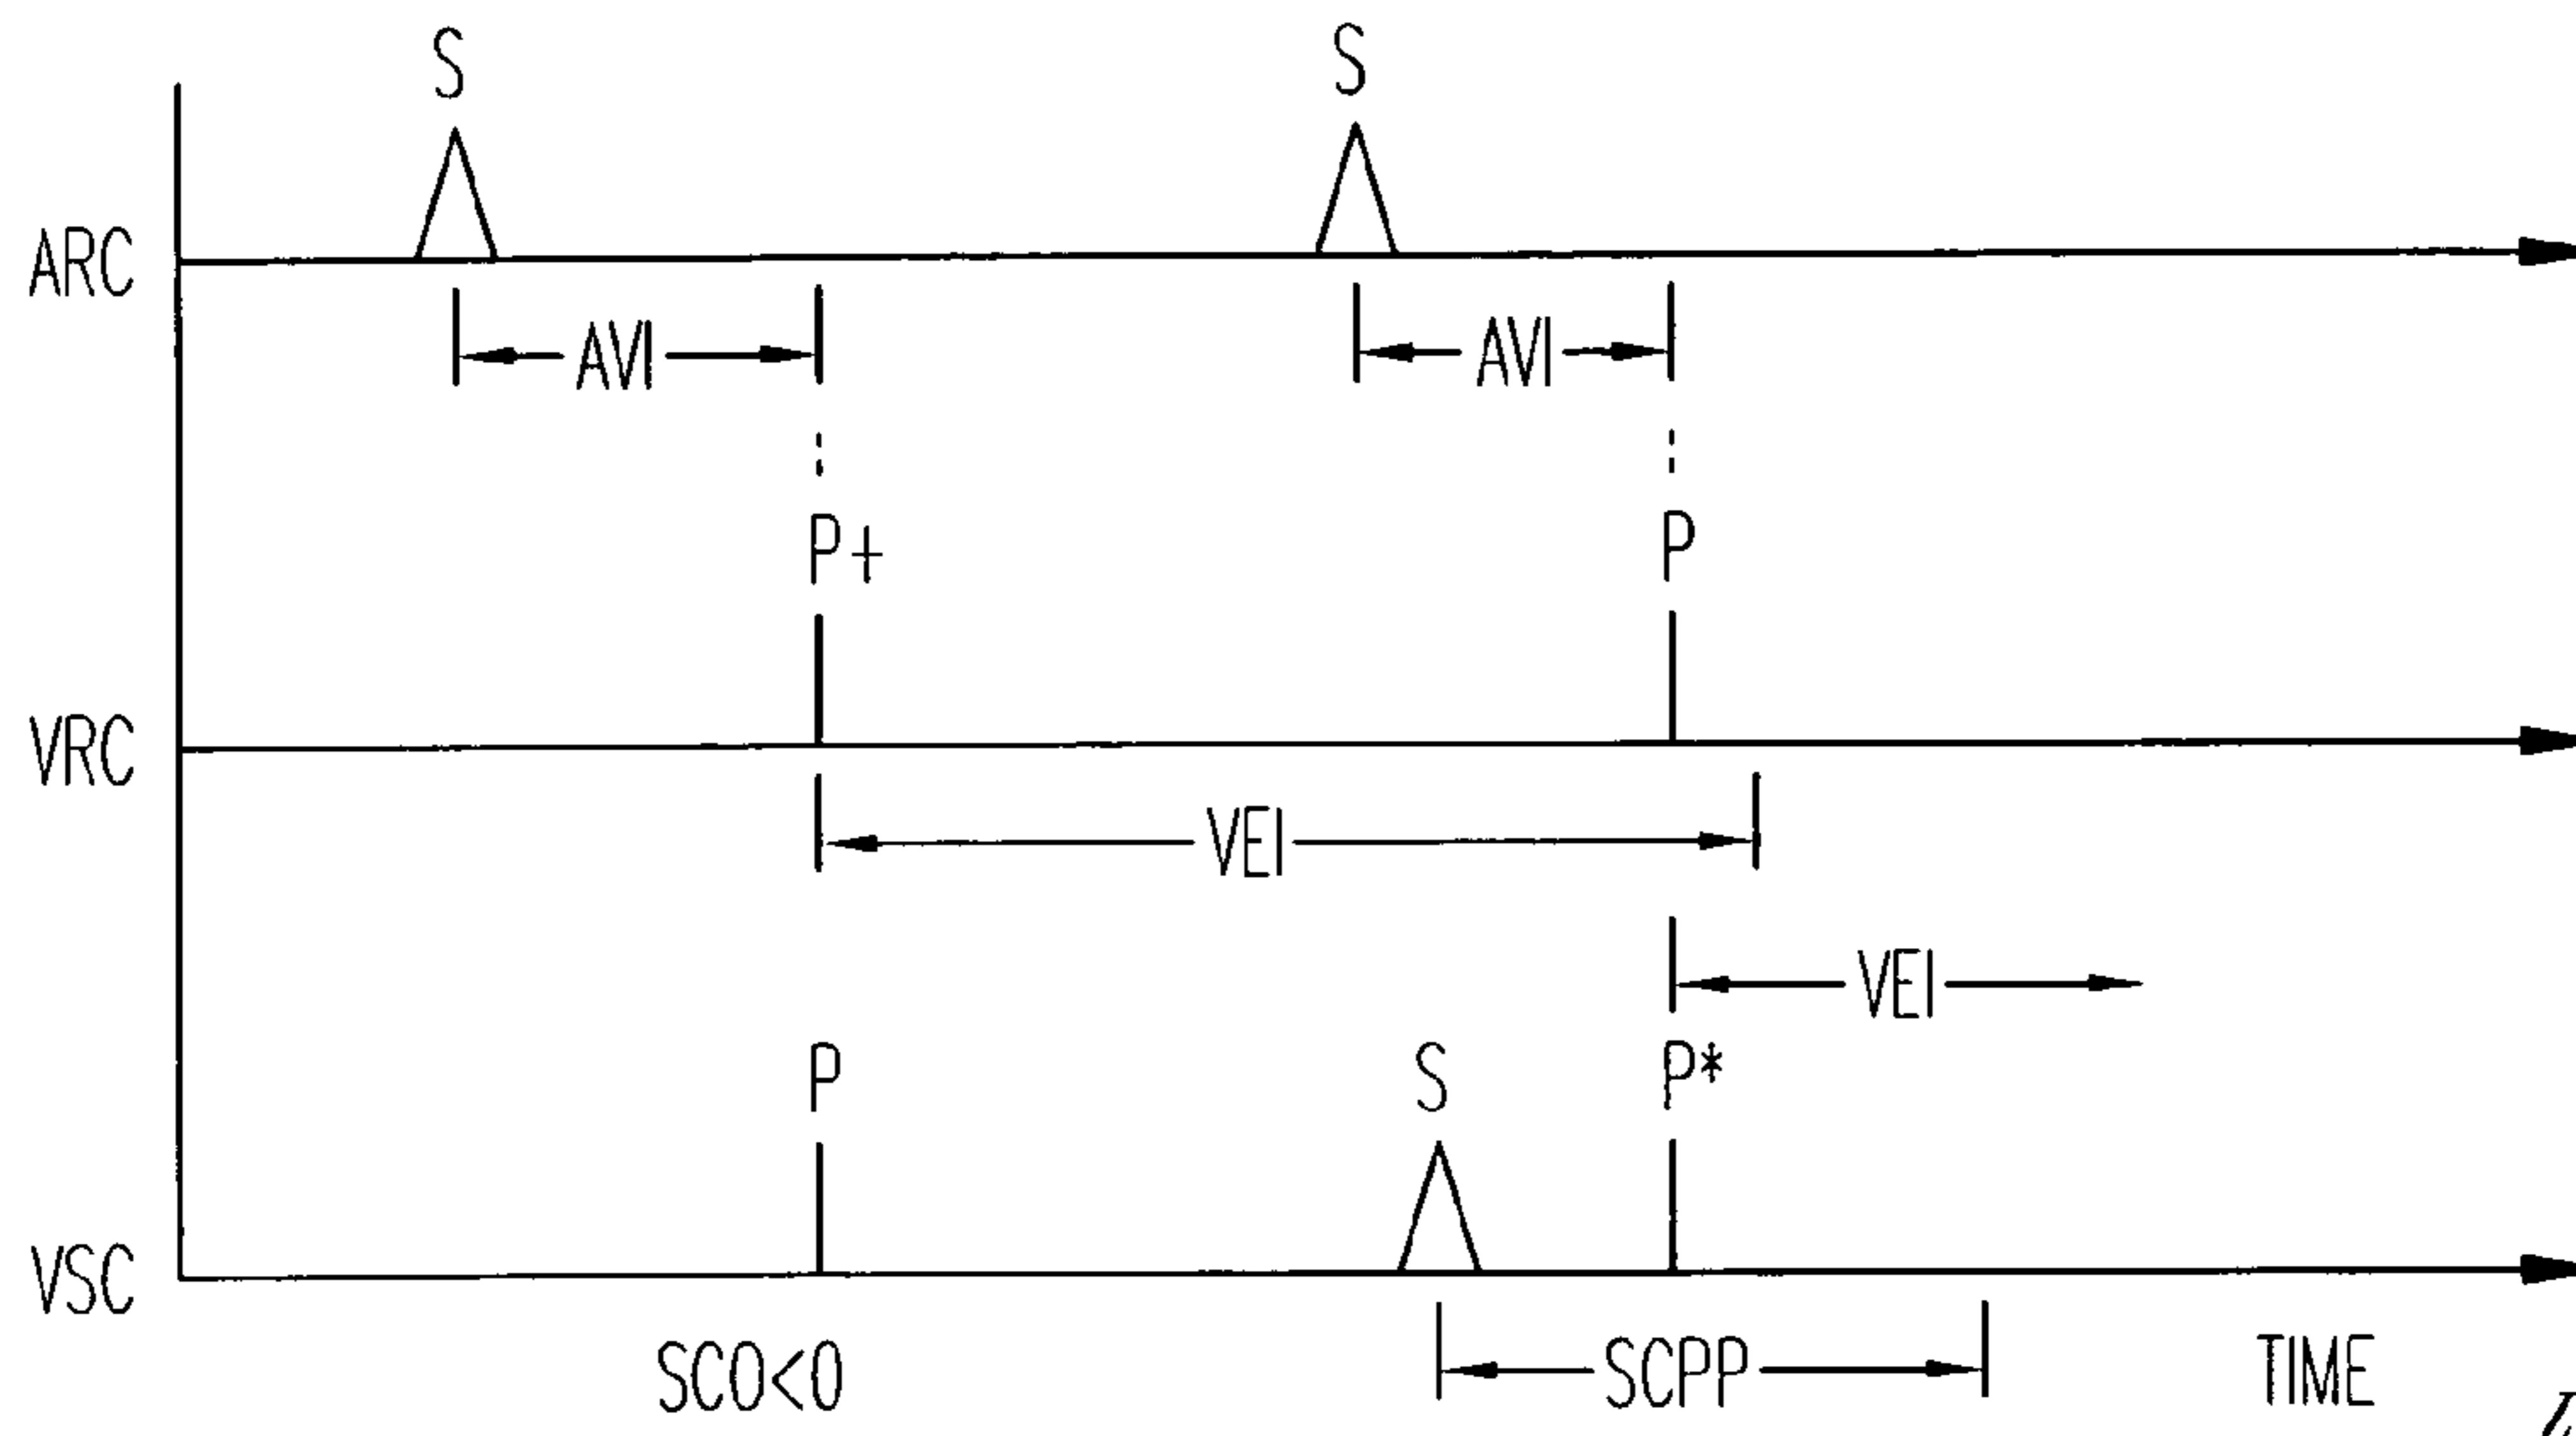 S S
ARC
AVI AVI
P+ P
VRC
VEI
VEI
P S P*
VSC
SCO<0 SCPP TIME